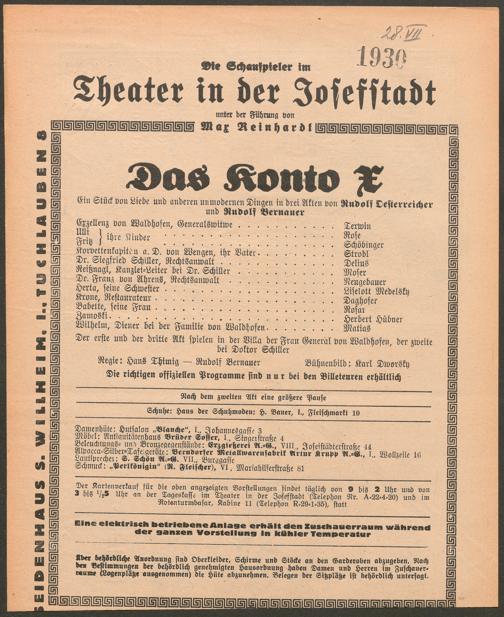 28. VII
1930
Die Schauspieler im
Theater in der Josefstadt
unter der Führung von
Max Reinhardt
SEIDENHAUS S. WILLHEIM, I., TUCHLAUBEN 8
Das Konto X
Ein Stück von Liebe und anderen unmodernen Dingen in drei Akten von Rudolf Oesterreicher
und Rudolf Bernauer
Exzellenz von Waldhofen, Generalswitwe . . . Terwin
Ulli } ihre Kinder . . . Rose
Fritz } . . . Schöbinger
Korvettenkapitän a. D. von Wengen, ihr Vater . . . Strobl
Dr. Siegfried Schiller, Rechtsanwalt . . . Delius
Reißnagl, Kanzlei-Leiter bei Dr. Schiller . . . Moser
Dr. Franz von Ahrens, Rechtsanwalt . . . Neugebauer
Herta, seine Schwester . . . Liselott Medelsky
Krone, Restaurateur . . . Daghofer
Babette, seine Frau . . . Rosar
Zamoski . . . Herbert Hübner
Wilhelm, Diener bei der Familie von Waldhofen . . . Matias
Der erste und der dritte Akt spielen in der Villa der Frau General von Waldhofen, der zweite
bei Doktor Schiller
Regie: Hans Thimig — Rudolf Bernauer Bühnenbild: Karl Dworsky
Die richtigen offiziellen Programme sind nur bei den Billeteuren erhältlich
Nach dem zweiten Akt eine größere Pause
Schuhe: Haus der Schuhmoden: H. Bauer, I., Fleischmarkt 10
Damenhüte: Hutsalon „Blanche“, I., Johannesgasse 3
Möbel: Antiquitätenhaus Brüder Soffer, I., Singerstraße 4
Beleuchtungs- und Bronzegegenstände: Erzgießerei A.-G., VIII., Josefstädterstraße 44
Alpacca-Silber-Tafelgeräte: Berndorfer Metallwarenfabrik Artur Krupp A.-G., I., Wollzeile 16
Lautsprecher: S. Schön A.-G., VII., Burggasse
Schmuck: „Perlkönigin“ (R. Fleischer), VI., Mariahilferstraße 81
Der Kartenverkauf für die oben angezeigten Vorstellungen findet täglich von 9 bis 2 Uhr und von
3 bis ½5 Uhr an der Tageskasse im Theater in der Josefstadt (Telephon Nr. A-22-4-20) und im
Rotenturmbasar, Kabine 11 (Telephon R-29-1-35), statt
Eine elektrisch betriebene Anlage erhält den Zuschauerraum während
der ganzen Vorstellung in kühler Temperatur
Über behördliche Anordnung sind Oberkleider, Schirme und Stöcke an den Garderoben abzugeben. Nach
den Bestimmungen der behördlich genehmigten Hausordnung haben Damen und Herren im Zuschauer-
raume (Logenplätze ausgenommen) die Hüte abzunehmen. Belegen der Sitzplätze ist behördlich untersagt.